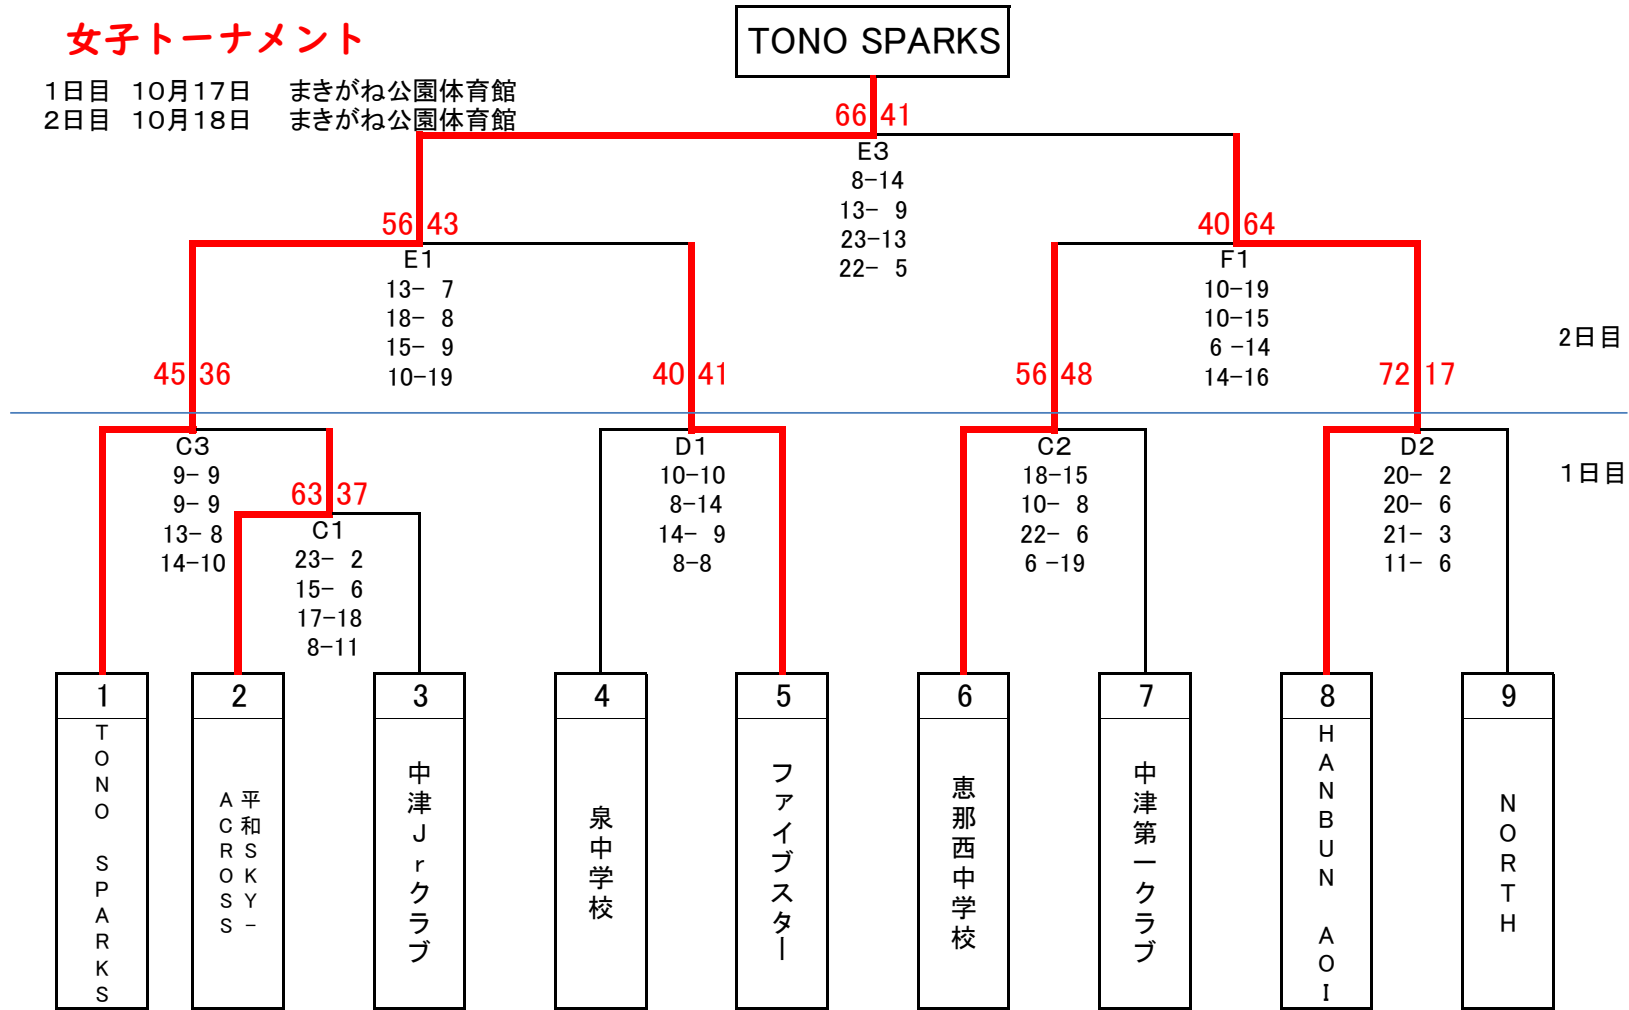 女子トーナメント
TONO SPARKS
1日目 10月17日 まきがね公園体育館
2日目 10月18日 まきがね公園体育館
66 41
E3
8-14
13- 9
23-13
22- 5
56 43
E1
13- 7
18- 8
15- 9
10-19
40 64
F1
10-19
10-15
6 -14
14-16
2日目
45 36
40 41
56 48
72 17
C3
9- 9
9- 9
13- 8
14-10
63 37
C1
23- 2
15- 6
17-18
8-11
D1
10-10
8-14
14- 9
8-8
C2
18-15
10- 8
22- 6
6 -19
D2
20- 2
20- 6
21- 3
11- 6
1日目
1
TONO SPARKS
2
平和SKY-
ACROSS
3
中津Jrクラブ
4
泉中学校
5
ファイブスター
6
恵那西中学校
7
中津第一クラブ
8
HANBUN AOI
9
NORTH